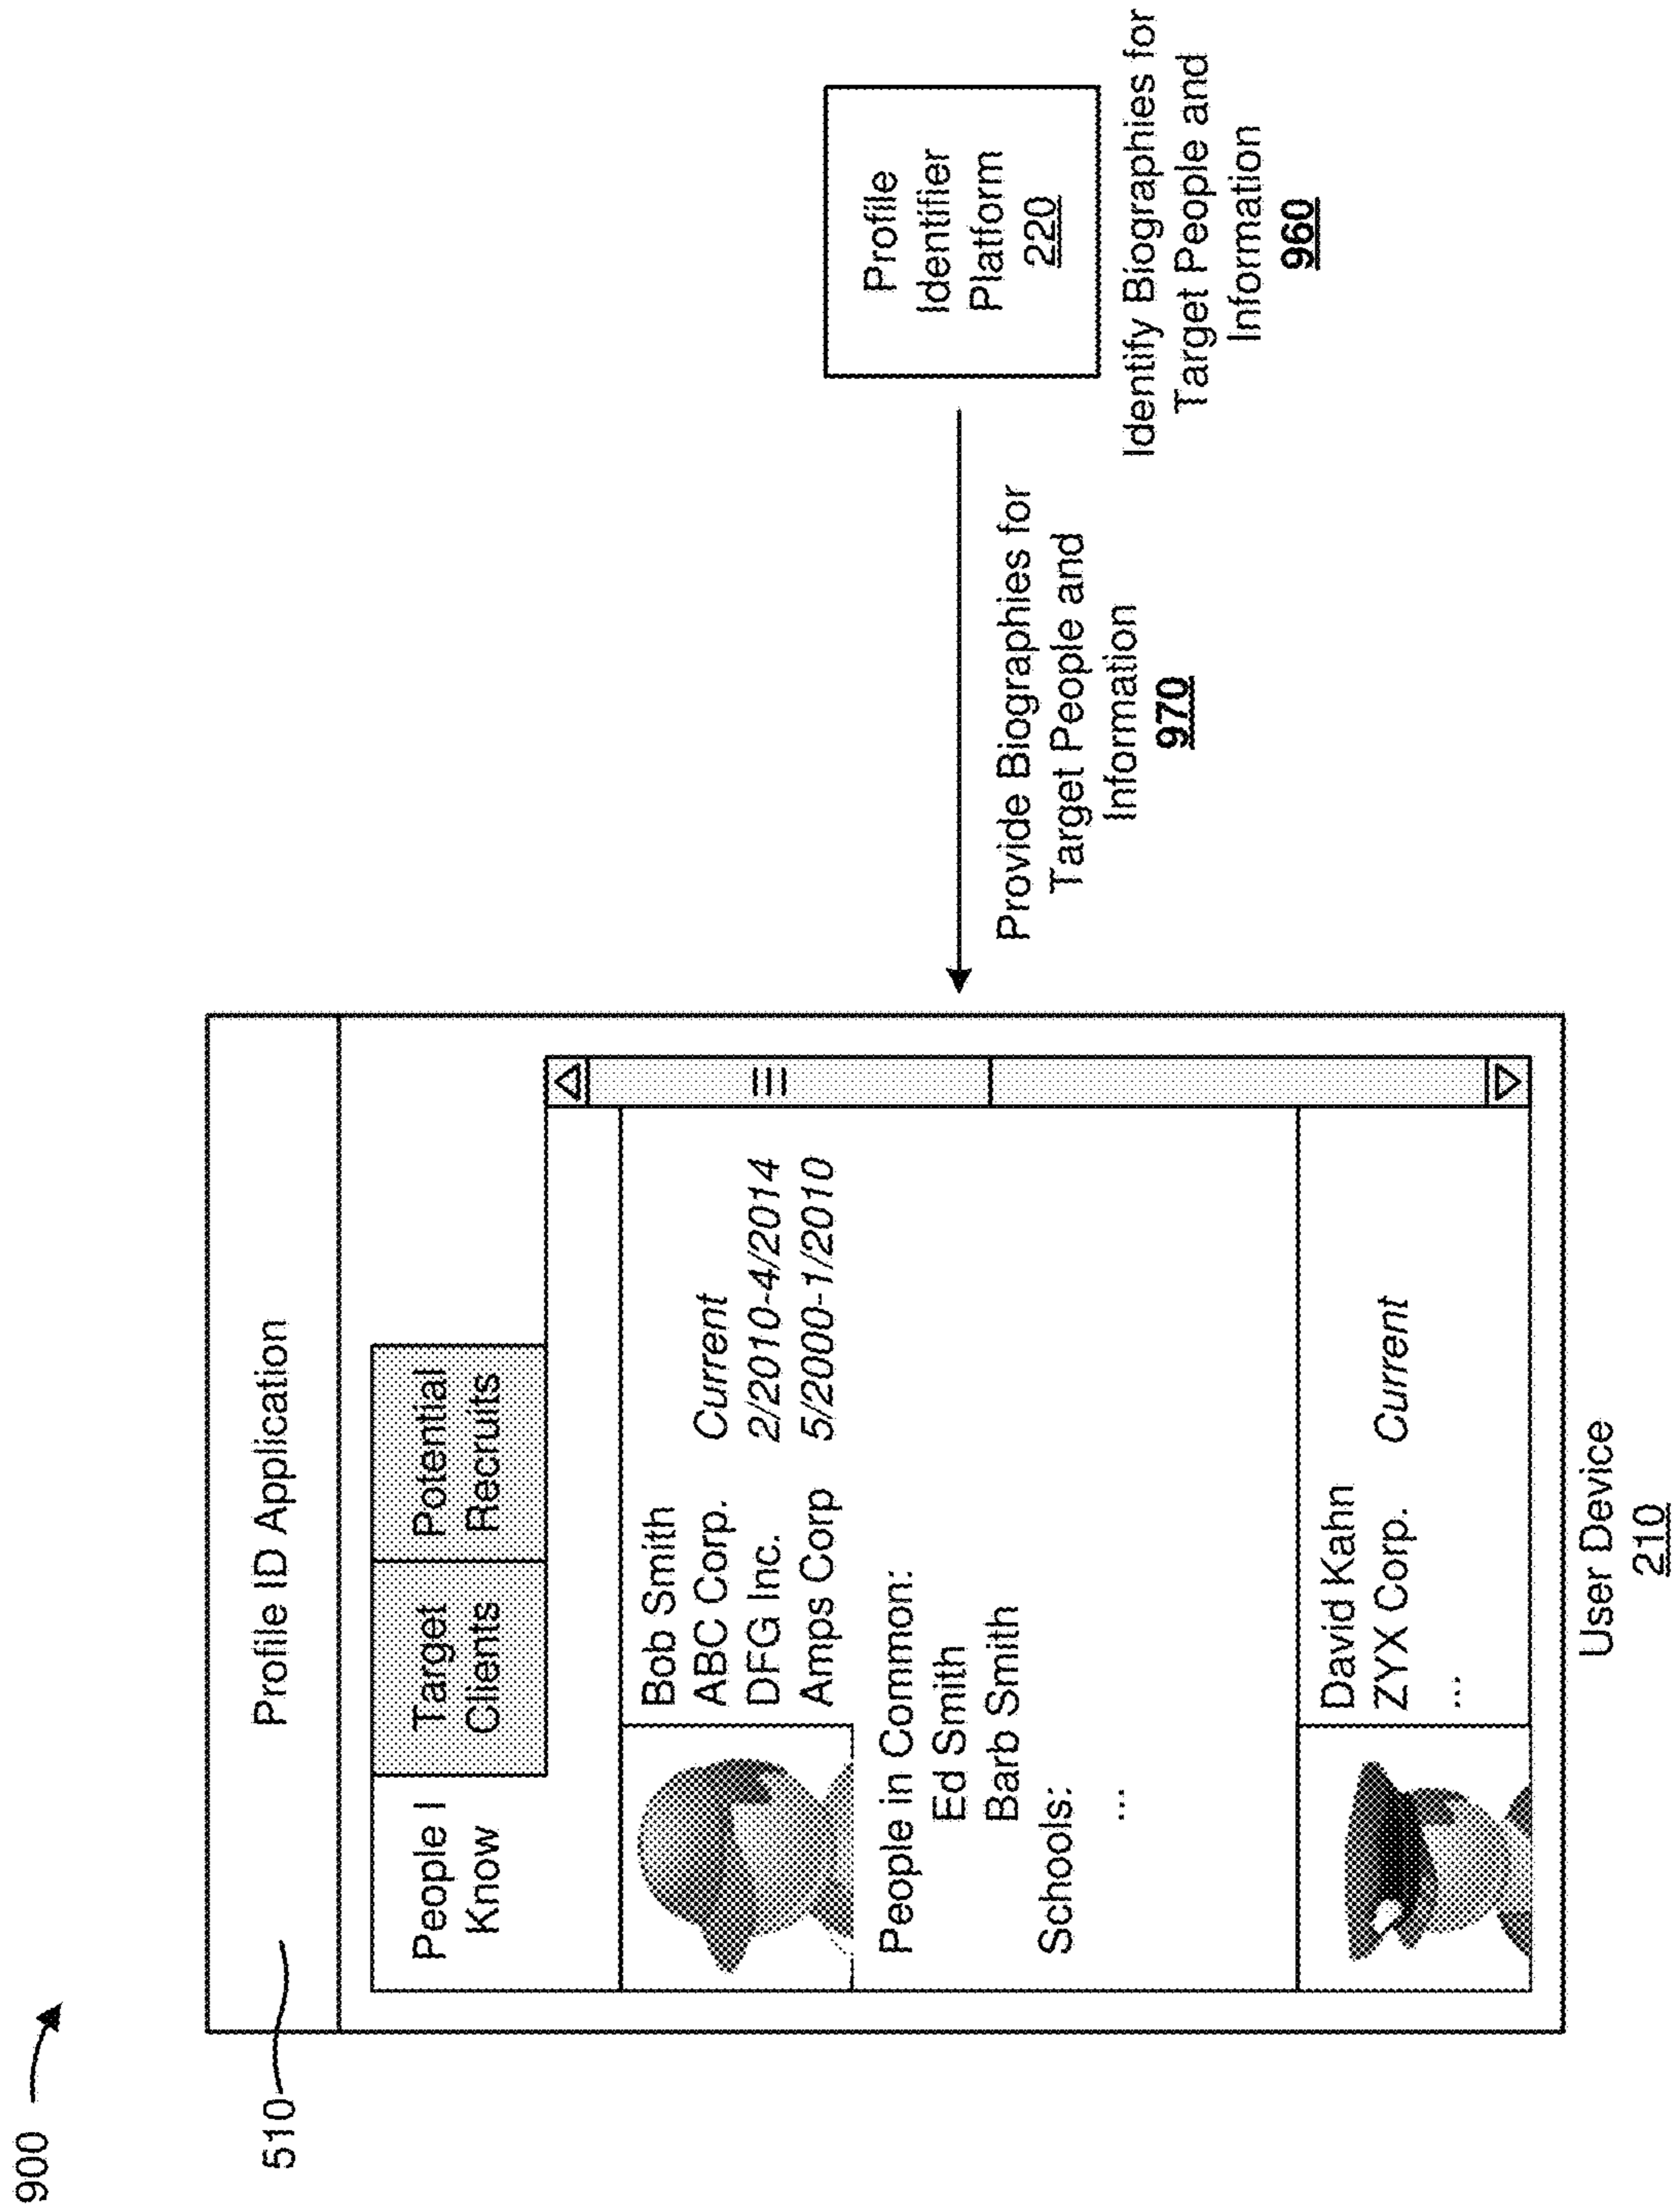 900
510
Profile ID Application
People I
Know
Target
Clients
Potential
Recruits
Bob Smith
ABC Corp. Current
DFG Inc. 2/2010-4/2014
Amps Corp 5/2000-1/2010
People in Common:
Ed Smith
Barb Smith
Schools:
...
David Kahn
ZYX Corp. Current
...
User Device
210
Provide Biographies for
Target People and
Information
970
Profile
Identifier
Platform
220
Identify Biographies for
Target People and
Information
960